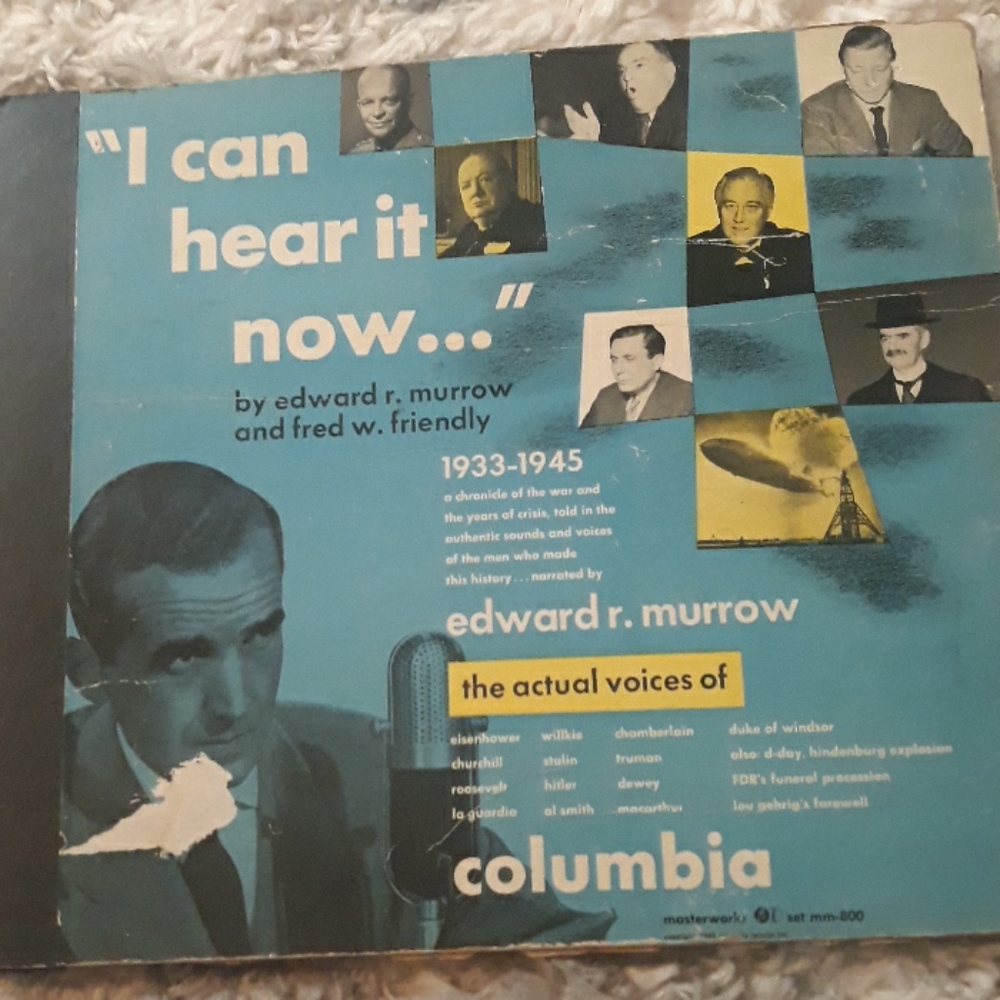 "I can
hear it
now..."
by edward r. murrow
and fred w. friendly
1933-1945
a chronicle of the war and
the years of crisis, told in the
authentic sounds and voices
of the men who made
this history...narrated by
edward r. murrow
the actual voices of
eisenhower willkie chamberlain duke of windsor
churchill stalin truman also: d-day, hindenburg explosion
roosevelt hitler dewey FDR's funeral procession
la guardia al smith macarthur lou gehrig's farewell
columbia
masterworks set mm-800